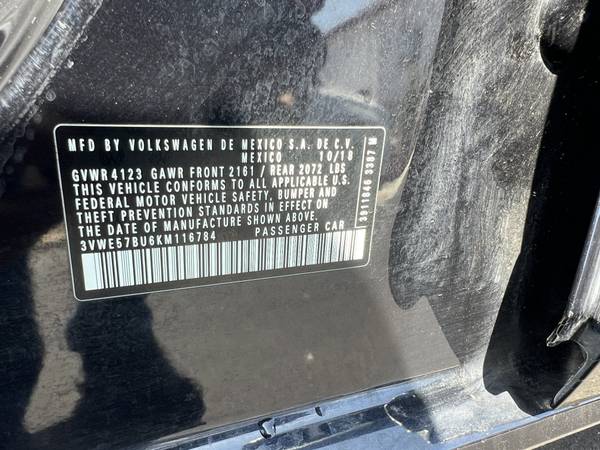 MFD BY VOLKSWAGEN DE MEXICO S.A. DE C.V.
MEXICO 10/18
GVWR 4123 GAWR FRONT 2161 / REAR 2072 LBS
THIS VEHICLE CONFORMS TO ALL APPLICABLE U.S.
FEDERAL MOTOR VEHICLE SAFETY, BUMPER AND
THEFT PREVENTION STANDARDS IN EFFECT ON
THE DATE OF MANUFACTURE SHOWN ABOVE.
3VWE57BU6KM116784 PASSENGER CAR